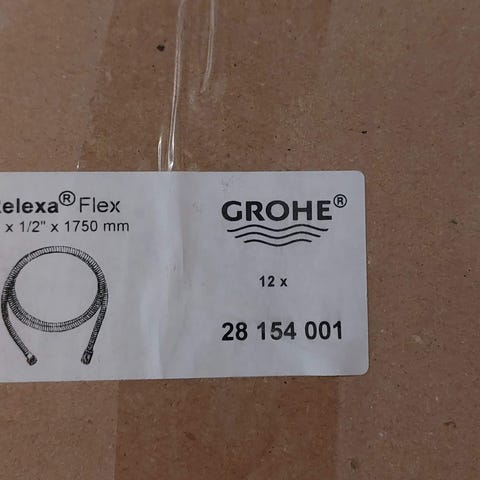 elexa® Flex
x 1/2" x 1750 mm
GROHE®
12 x
28 154 001